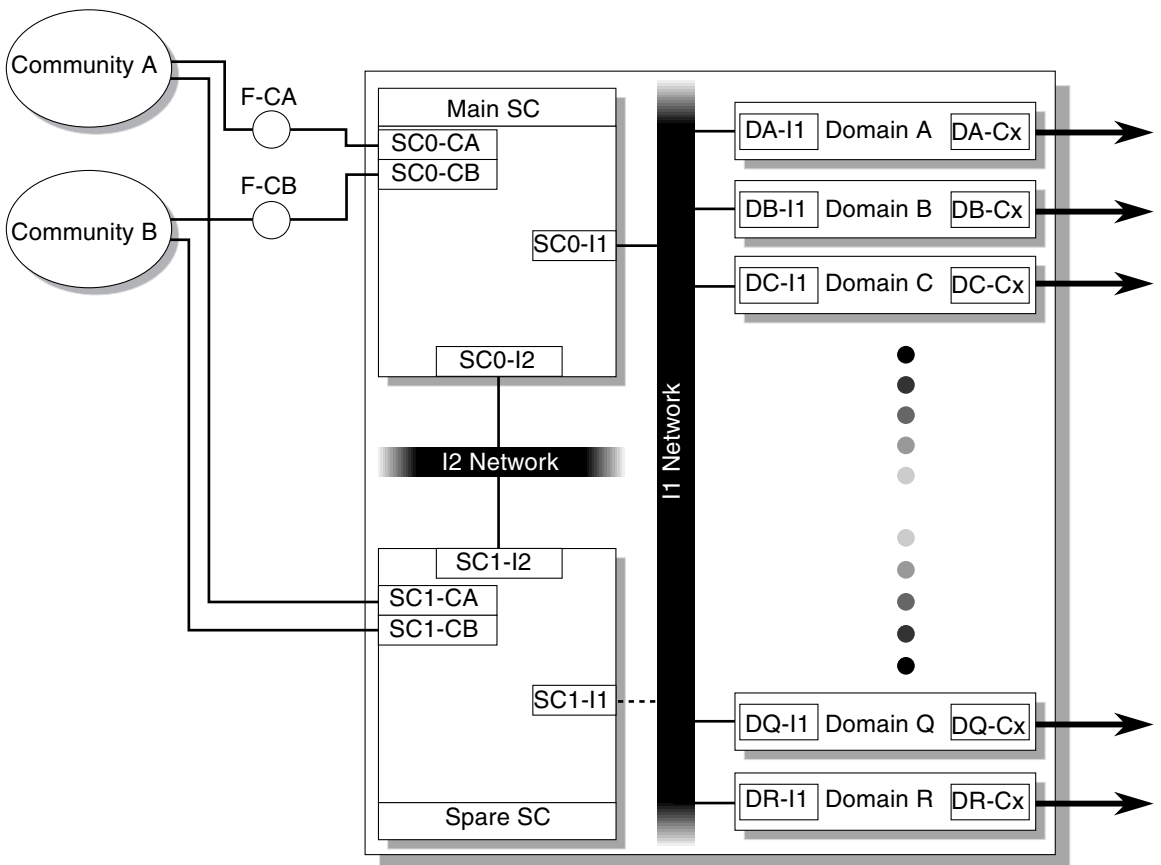 Community A
F-CA
Main SC
SC0-CA
SC0-CB
F-CB
Community B
SC0-I1
SC0-I2
I2 Network
I1 Network
SC1-I2
SC1-CA
SC1-CB
SC1-I1
Spare SC
DA-I1 Domain A DA-Cx
DB-I1 Domain B DB-Cx
DC-I1 Domain C DC-Cx
DQ-I1 Domain Q DQ-Cx
DR-I1 Domain R DR-Cx